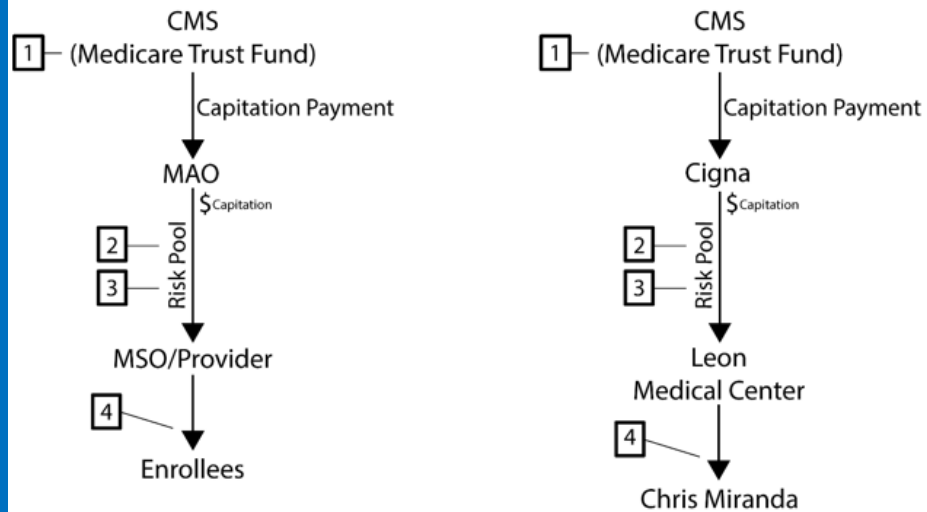 CMS
1 (Medicare Trust Fund)
Capitation Payment
MAO
$ Capitation
2
3
Risk Pool
MSO/Provider
4
Enrollees
CMS
1 (Medicare Trust Fund)
Capitation Payment
Cigna
$ Capitation
2
3
Risk Pool
Leon
Medical Center
4
Chris Miranda